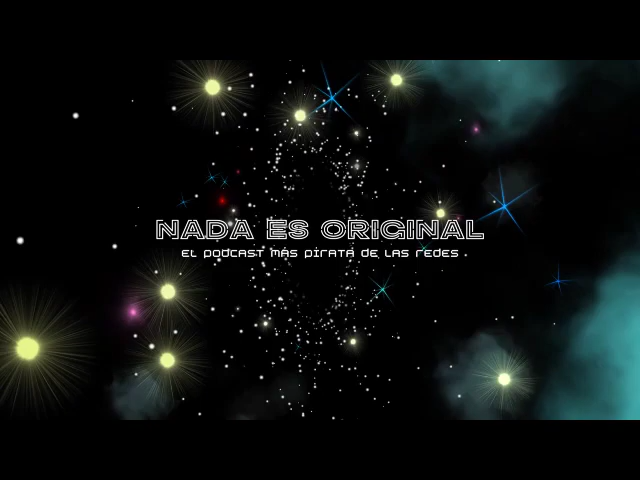 NADA ES ORIGINAL
EL PODCAST MÁS PIRATA DE LAS REDES